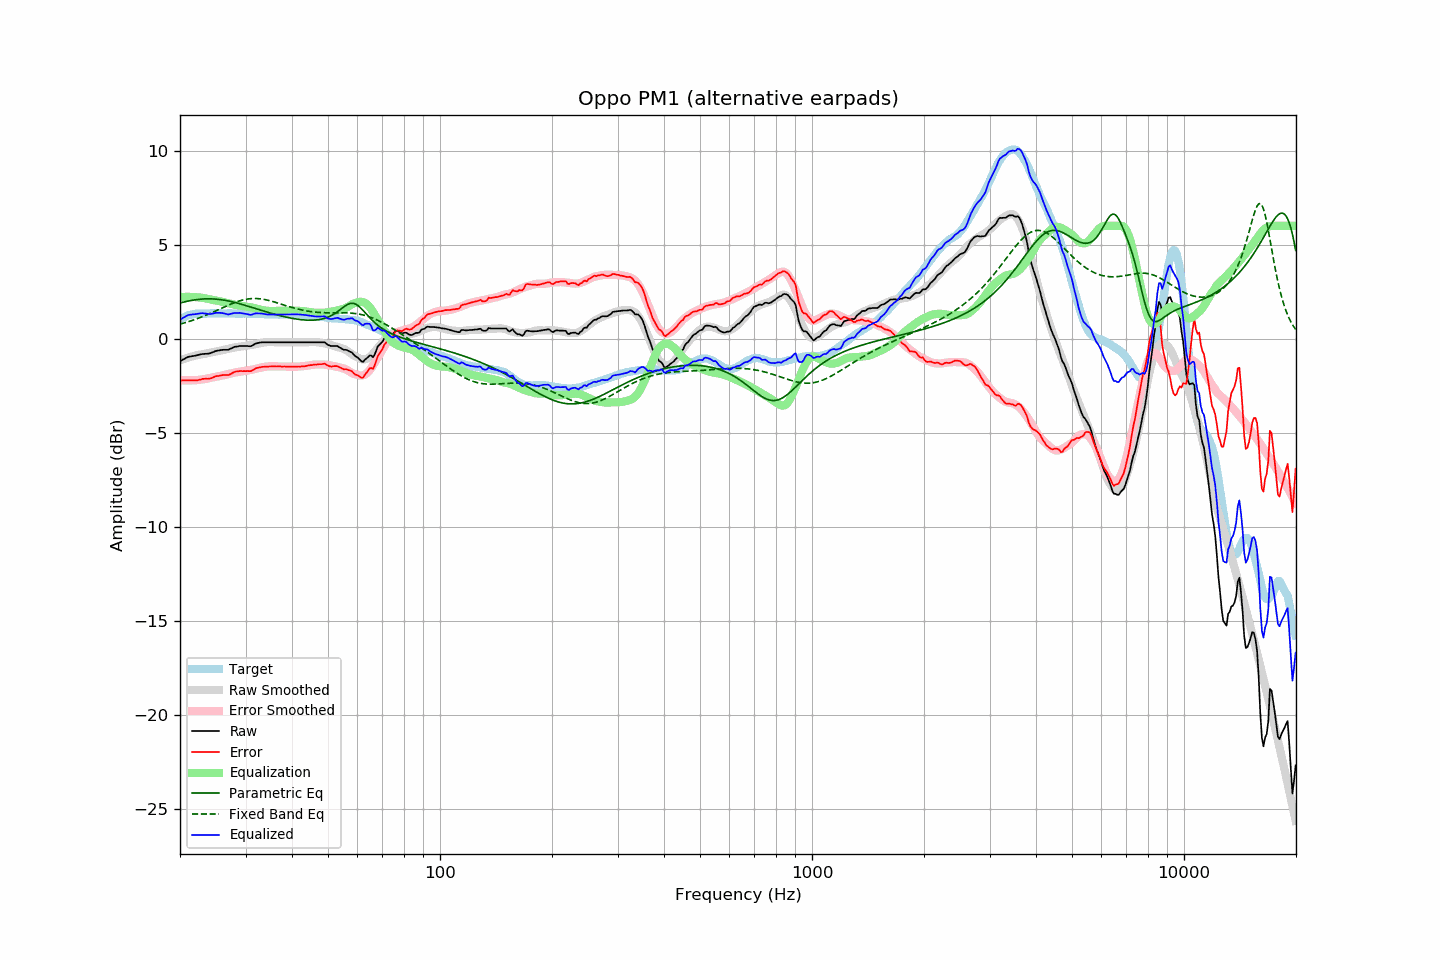 Oppo PM1 (alternative earpads)
Amplitude (dBr)
10
5
0
−5
−10
−15
−20
−25
Target
Raw Smoothed
Error Smoothed
Raw
Error
Equalization
Parametric Eq
Fixed Band Eq
Equalized
100
1000
10000
Frequency (Hz)